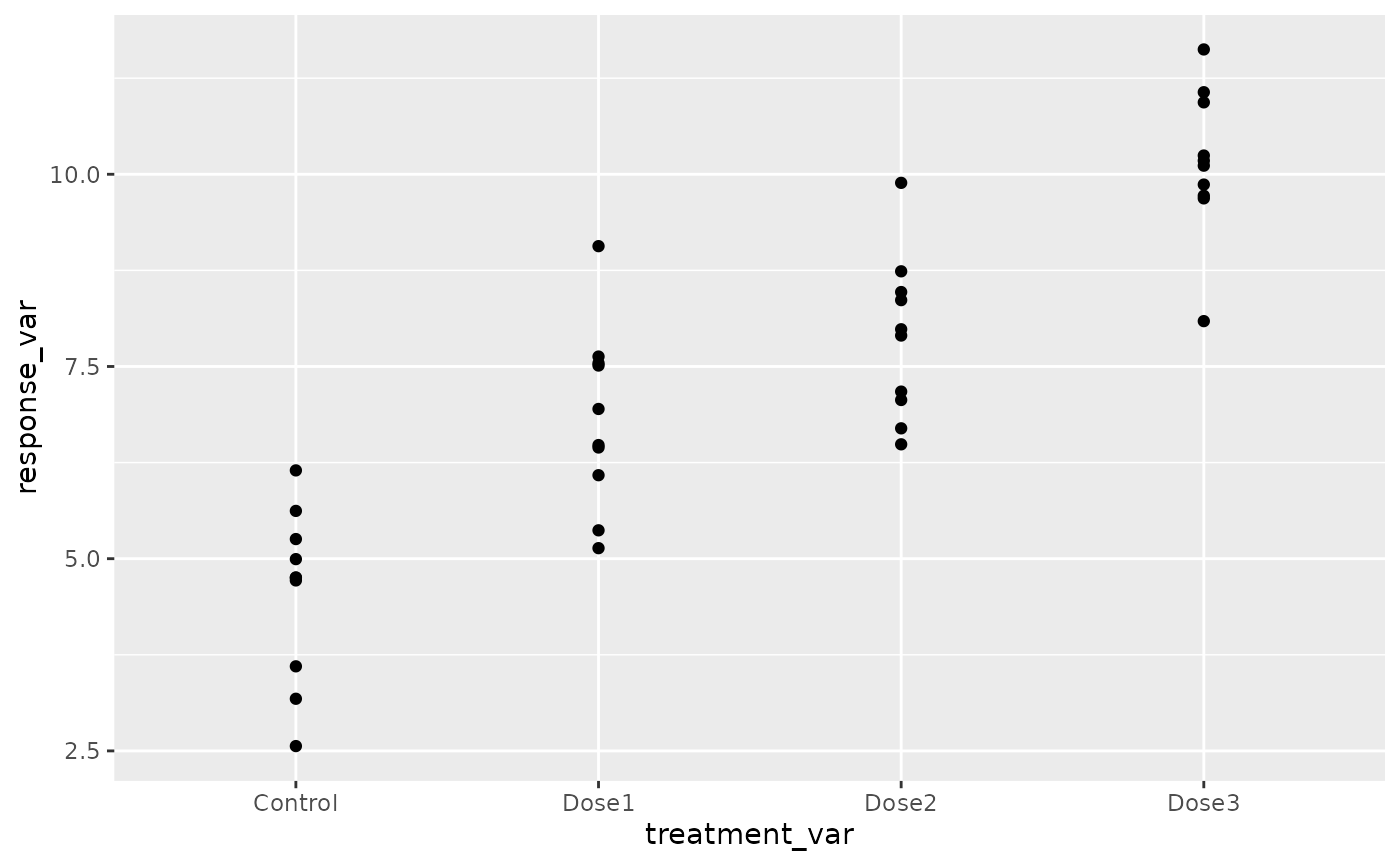 response_var
10.0
7.5
5.0
2.5
Control Dose1 Dose2 Dose3
treatment_var